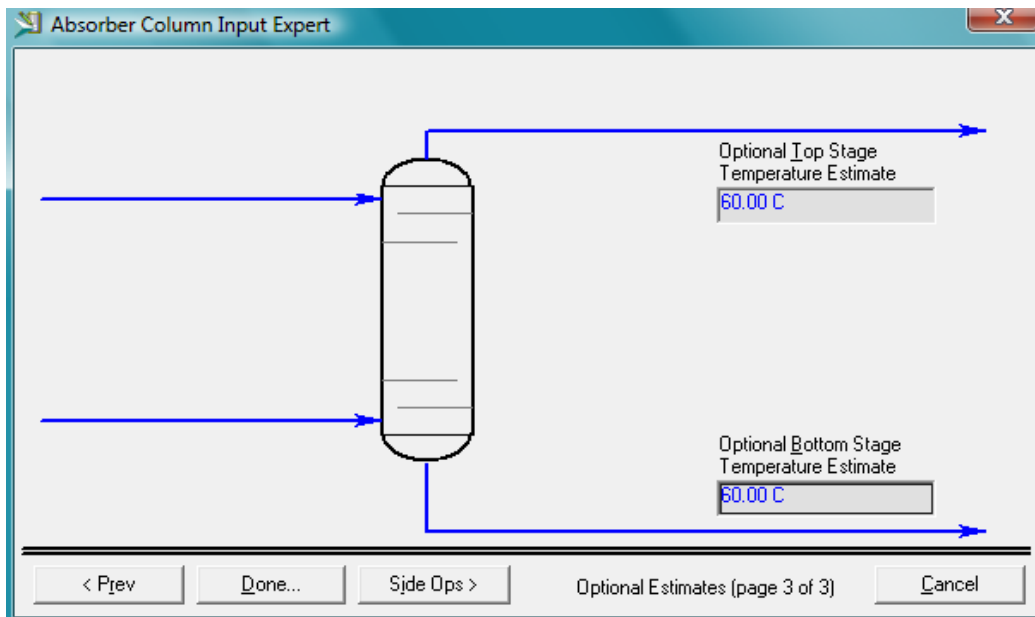 Absorber Column Input Expert
X
Optional Top Stage
Temperature Estimate
60.00 C
Optional Bottom Stage
Temperature Estimate
60.00 C
< Prev
Done...
Side Ops >
Optional Estimates (page 3 of 3)
Cancel